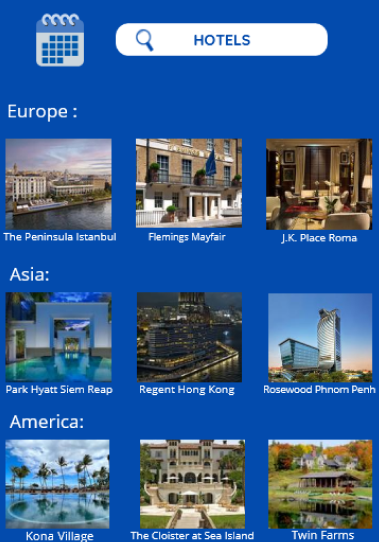 HOTELS
Europe :
The Peninsula Istanbul
Flemings Mayfair
J.K. Place Roma
Asia:
Park Hyatt Siem Reap
Regent Hong Kong
Rosewood Phnom Penh
America:
Kona Village
The Cloister at Sea Island
Twin Farms